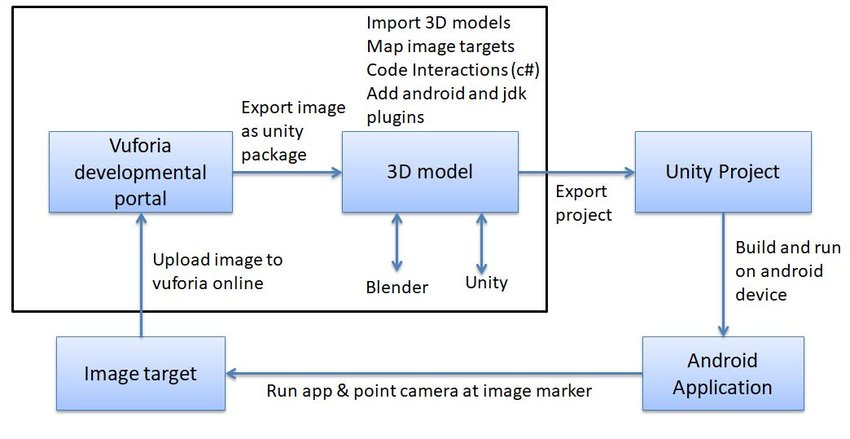 Import 3D models
Map image targets
Code Interactions (c#)
Add android and jdk
plugins
Export image
as unity
package
Vuforia
developmental
portal
3D model
Unity Project
Export
project
Upload image to
vuforia online
Blender
Unity
Build and run
on android
device
Image target
Android
Application
Run app & point camera at image marker